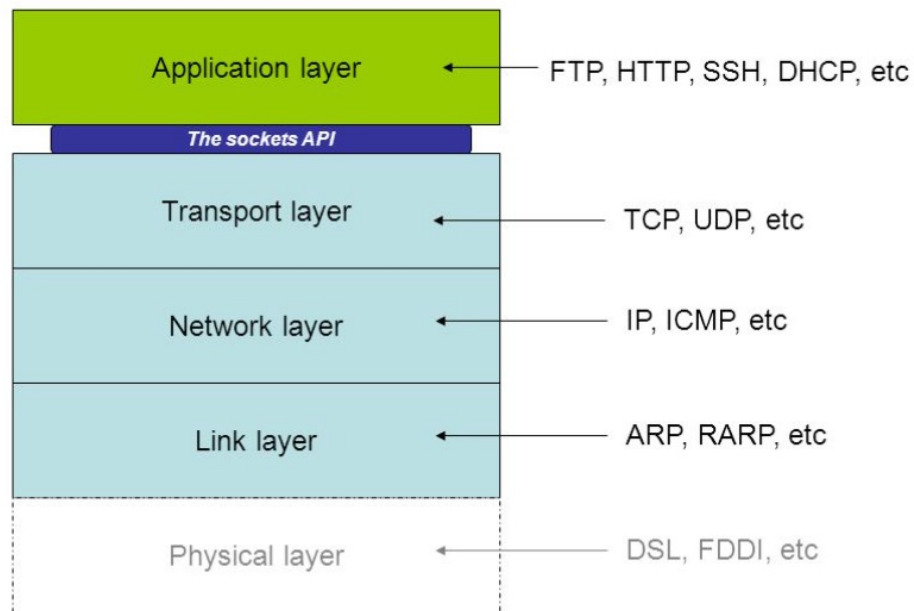 Application layer
FTP, HTTP, SSH, DHCP, etc
The sockets API
Transport layer
TCP, UDP, etc
Network layer
IP, ICMP, etc
Link layer
ARP, RARP, etc
Physical layer
DSL, FDDI, etc